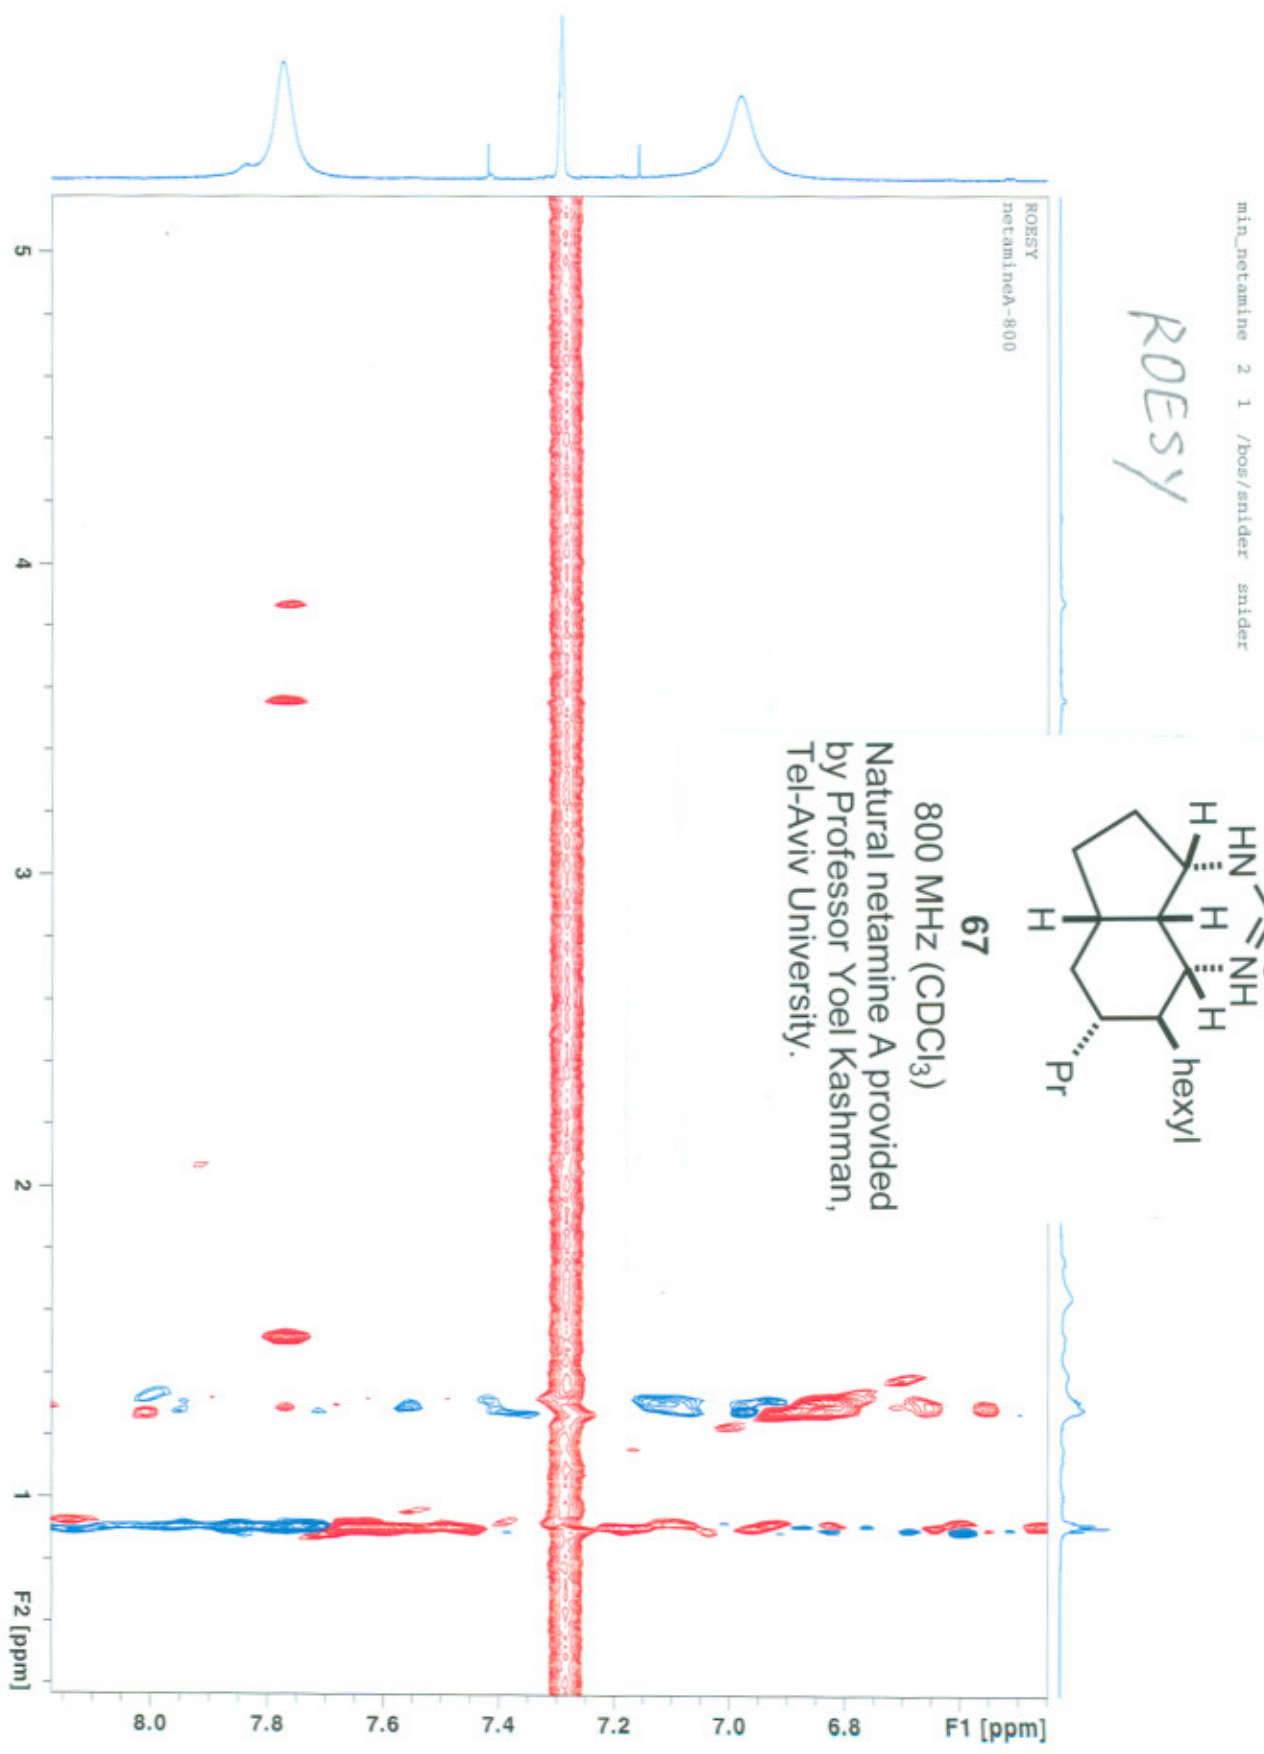 min_netamine 2 1 /bos/snider snider
ROESY
ROESY
netamineA-800
HN
NH
H
H
H
H
hexyl
Pr
67
800 MHz (CDCl3)
Natural netamine A provided
by Professor Yoel Kashman,
Tel-Aviv University.
5
4
3
2
1
F2 [ppm]
8.0
7.8
7.6
7.4
7.2
7.0
6.8
F1 [ppm]